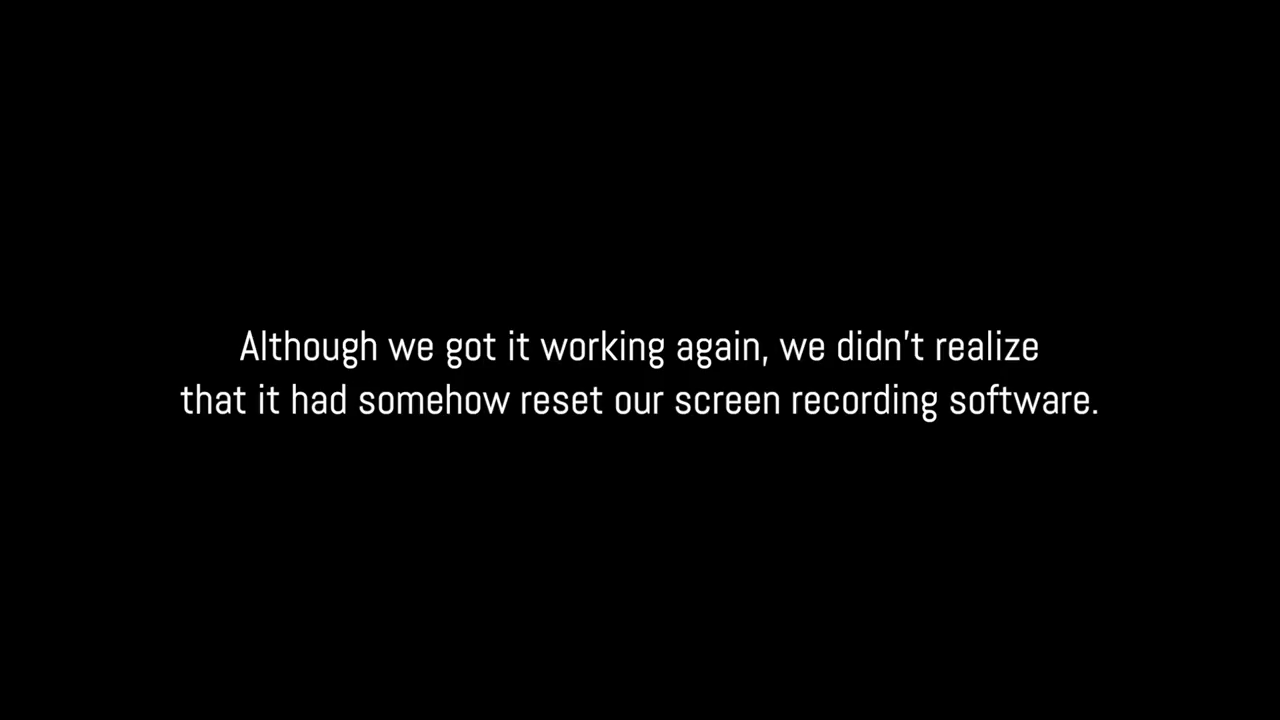 Although we got it working again, we didn't realize
that it had somehow reset our screen recording software.